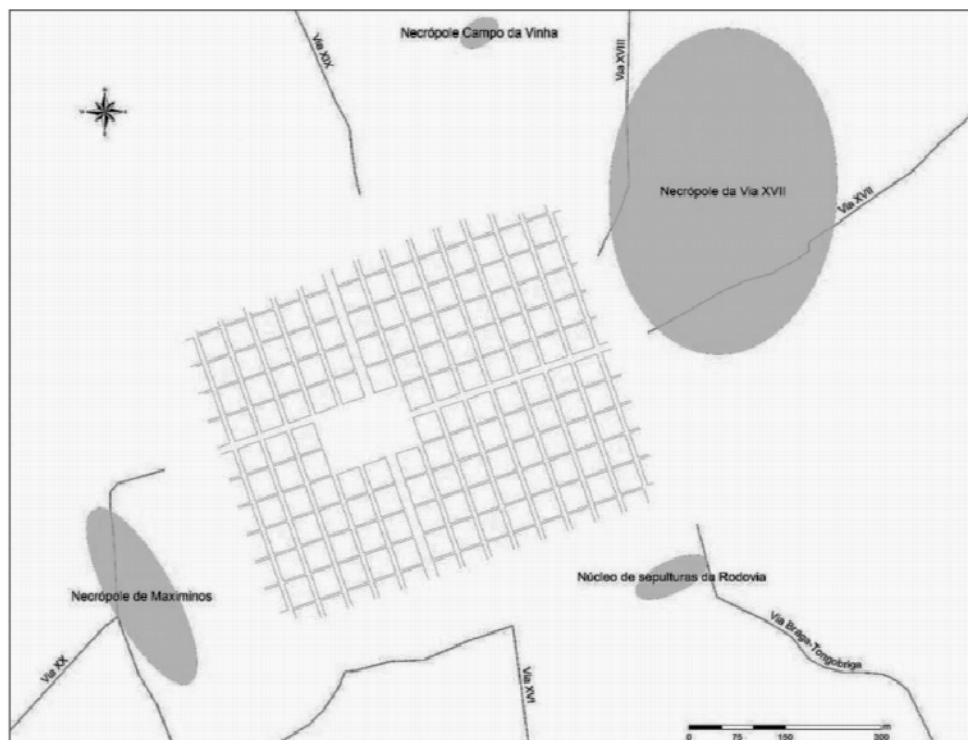 Necrópole Campo da Vinha
Via XIX
Via XVIII
Necrópole da Via XVII
Via XVII
Núcleo de sepulturas da Rodovia
Necrópole de Maximinos
Via XX
Via XVI
Via Braga-Tongobriga
0 75 150 300
m